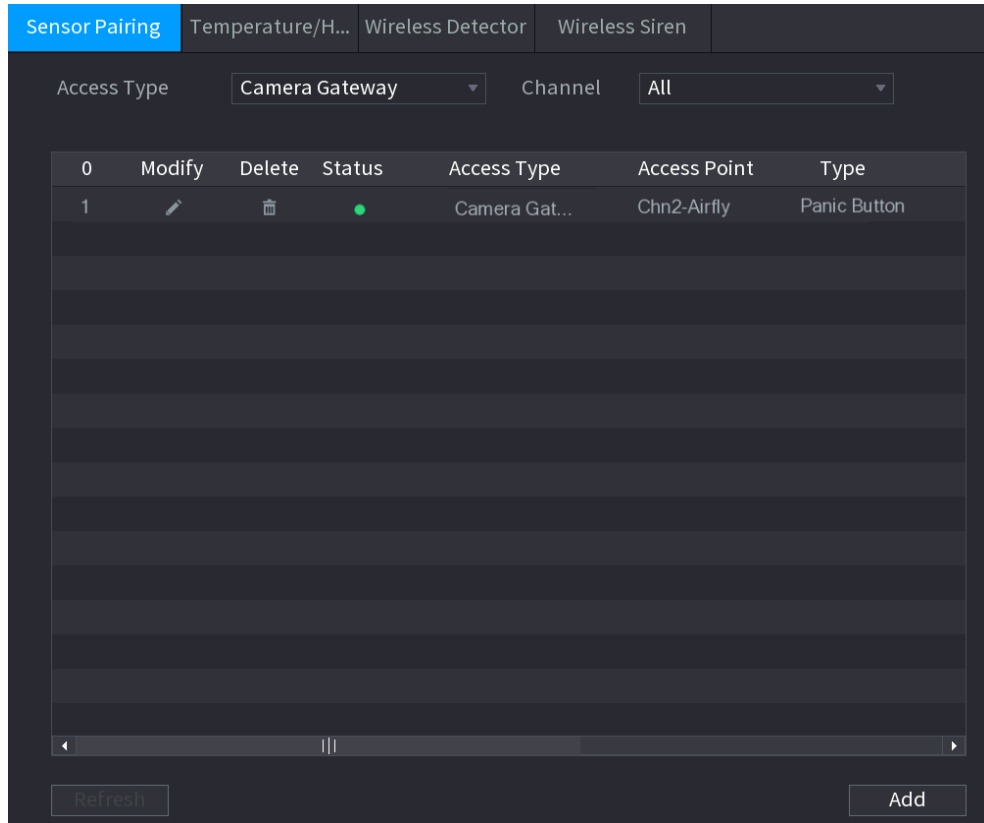 Sensor Pairing Temperature/H... Wireless Detector Wireless Siren
Access Type Camera Gateway Channel All
0 Modify Delete Status Access Type Access Point Type
1 Camera Gat... Chn2-Airfly Panic Button
Refresh Add